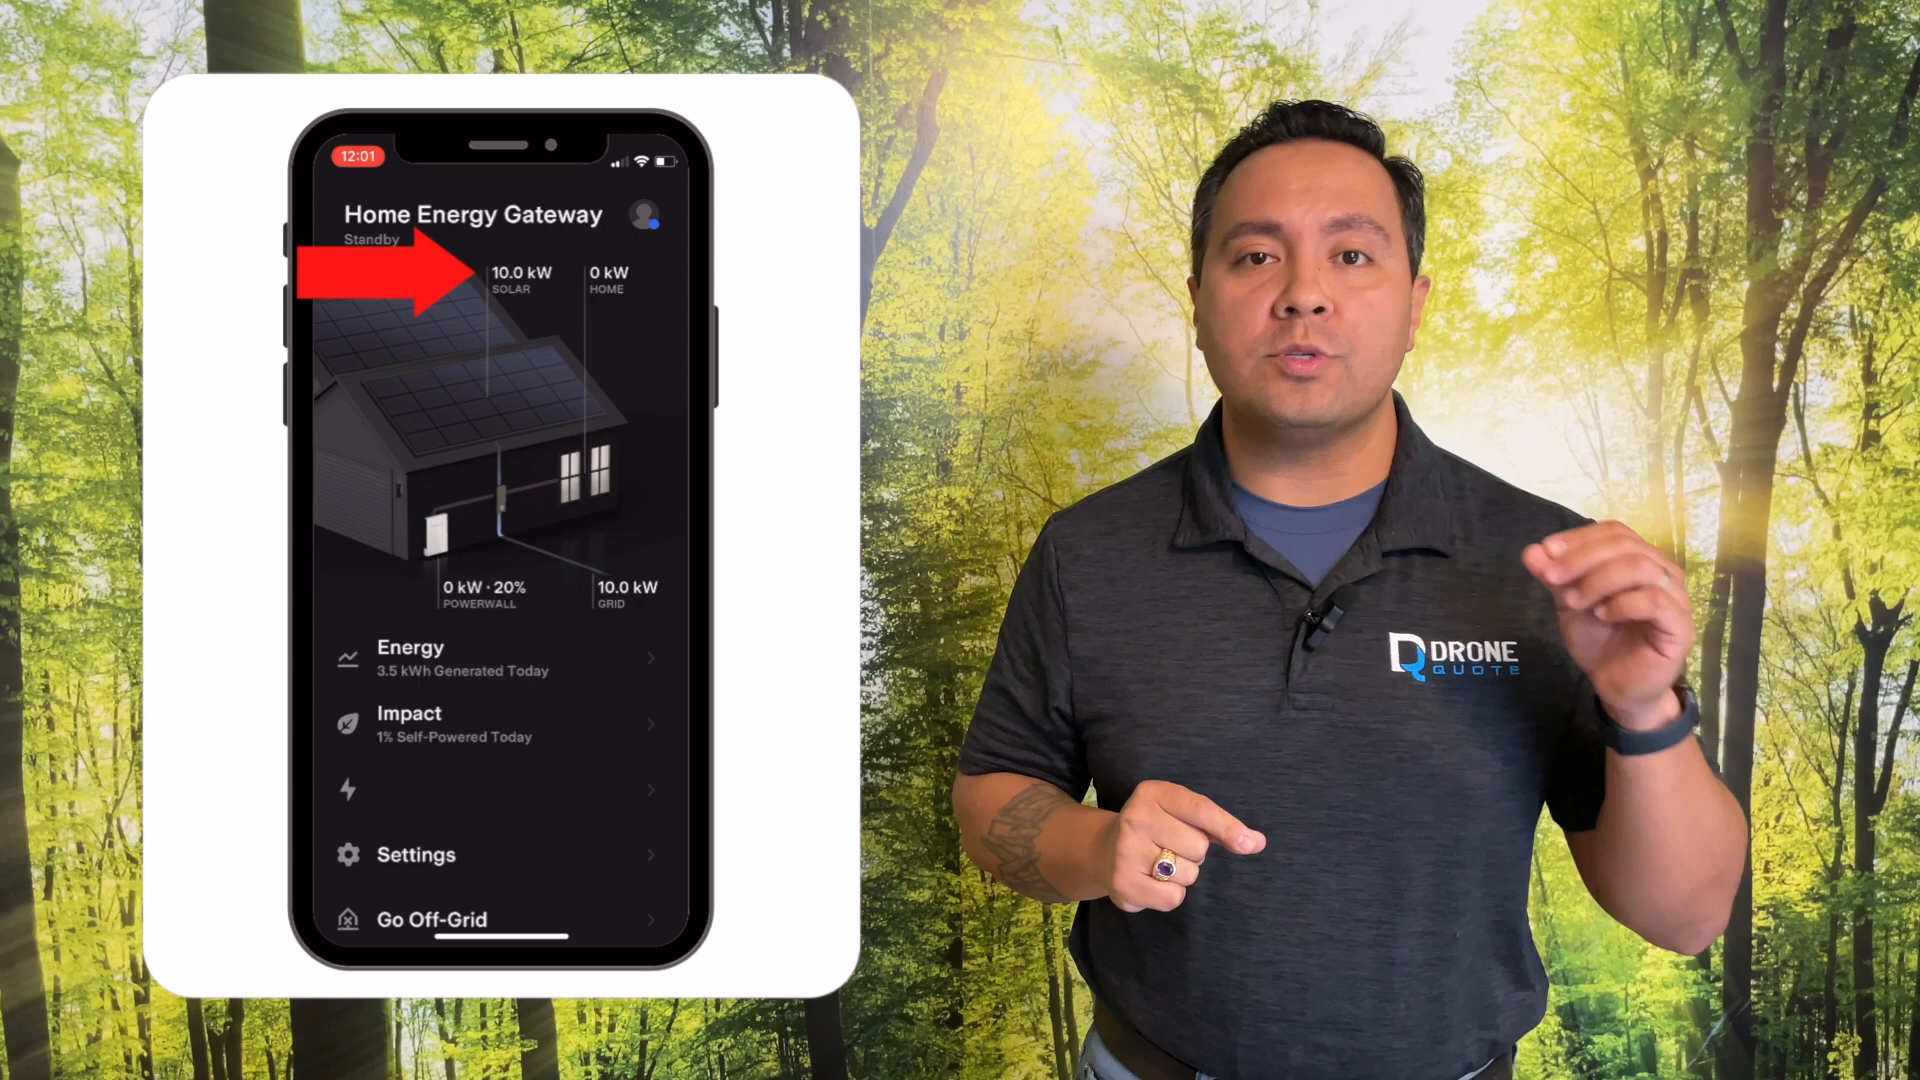 12:01
Home Energy Gateway
Standby
10.0 kW
SOLAR
0 kW
HOME
0 kW · 20%
POWERWALL
10.0 kW
GRID
Energy
3.5 kWh Generated Today
Impact
1% Self-Powered Today
Settings
Go Off-Grid
DRONE
QUOTE